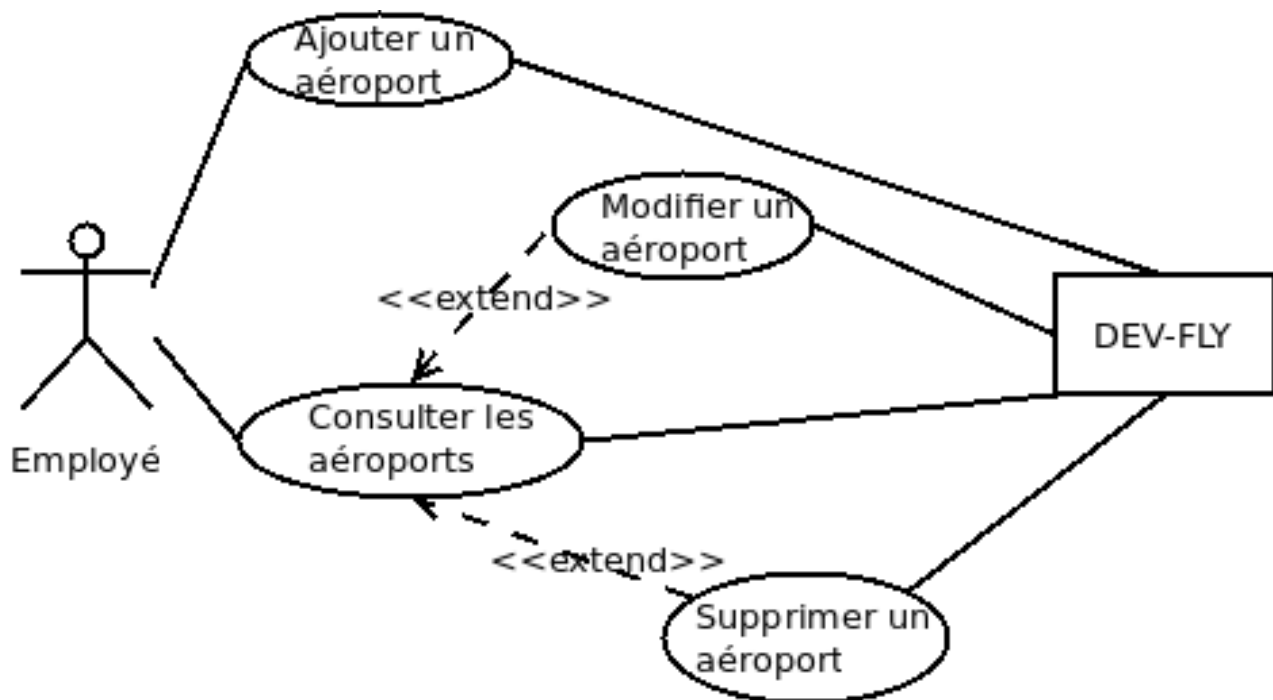 Ajouter un
aéroport
Modifier un
aéroport
<<extend>>
DEV-FLY
Consulter les
aéroports
Employé
<<extend>>
Supprimer un
aéroport